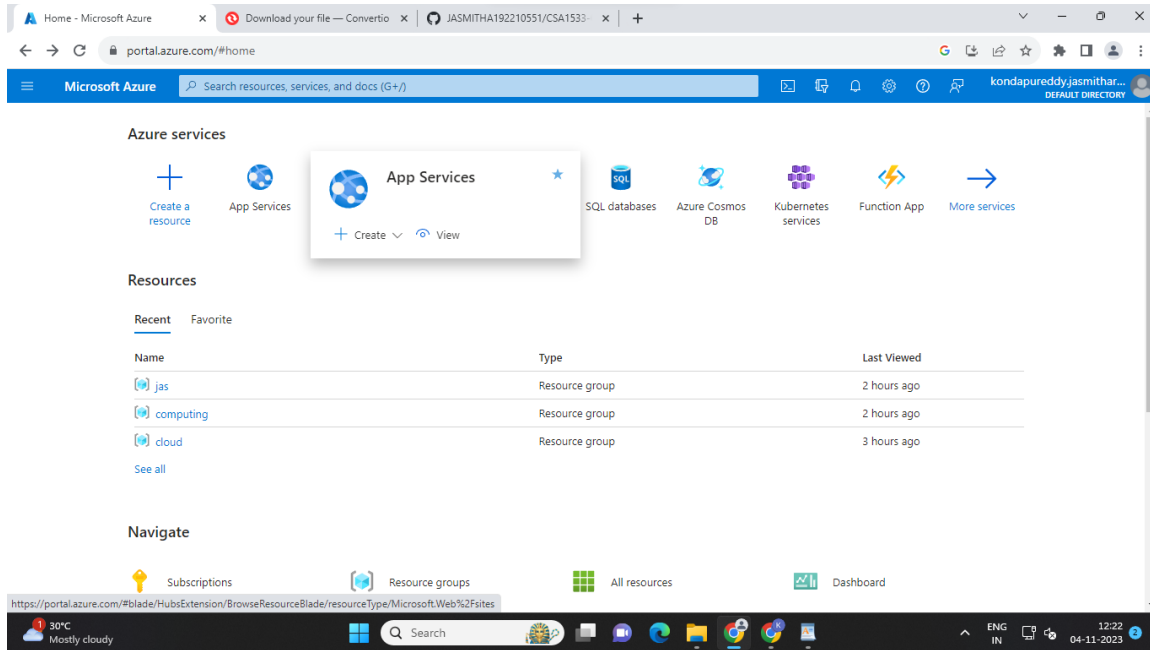 Home - Microsoft Azure
Download your file — Convertio
JASMITHA192210551/CSA1533-
portal.azure.com/#home
Microsoft Azure
Search resources, services, and docs (G+/)
kondapureddy.jasmithar...
DEFAULT DIRECTORY
Azure services
Create a resource
App Services
App Services
Create
View
SQL databases
Azure Cosmos DB
Kubernetes services
Function App
More services
Resources
Recent Favorite
Name Type Last Viewed
jas Resource group 2 hours ago
computing Resource group 2 hours ago
cloud Resource group 3 hours ago
See all
Navigate
Subscriptions Resource groups All resources Dashboard
https://portal.azure.com/#blade/HubsExtension/BrowseResourceBlade/resourceType/Microsoft.Web%2Fsites
1
30°C
Mostly cloudy
Search
ENG
IN
12:22
04-11-2023
2